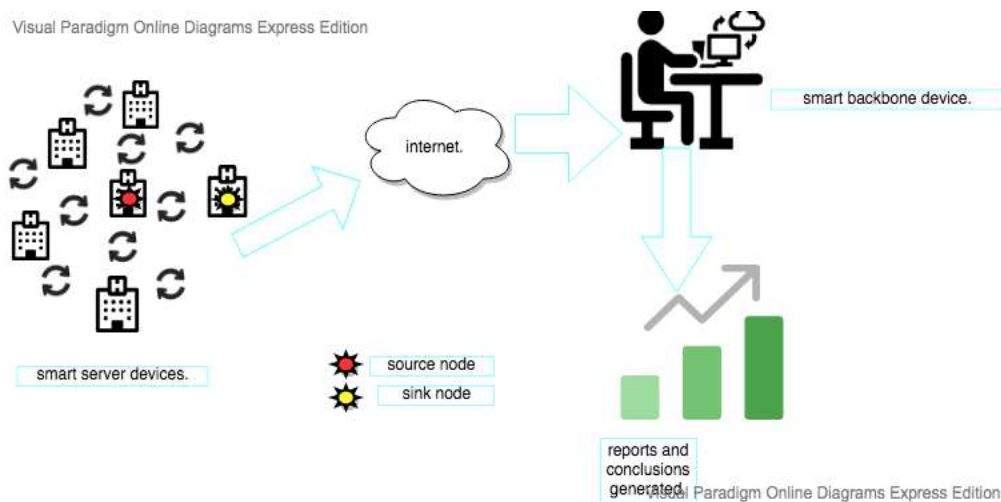 Visual Paradigm Online Diagrams Express Edition
smart backbone device.
internet.
H
H
H
H
H
H
smart server devices.
source node
sink node
reports and
conclusions
generated.
Visual Paradigm Online Diagrams Express Edition